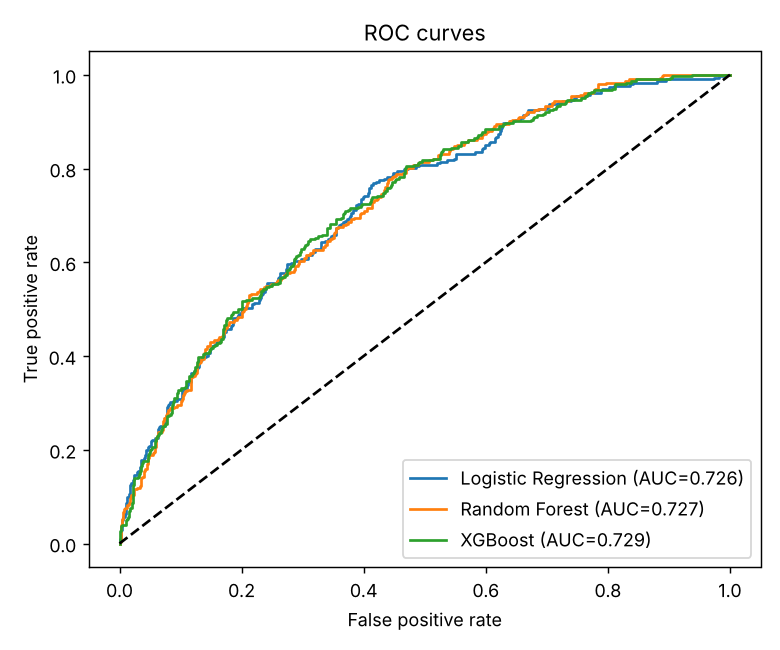 ROC curves
True positive rate
1.0
0.8
0.6
0.4
0.2
0.0
Logistic Regression (AUC=0.726)
Random Forest (AUC=0.727)
XGBoost (AUC=0.729)
0.0 0.2 0.4 0.6 0.8 1.0
False positive rate